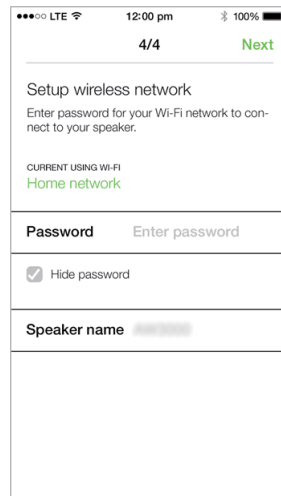 LTE 12:00 pm 100%
4/4 Next
Setup wireless network
Enter password for your Wi-Fi network to con-
nect to your speaker.
CURRENT USING WI-FI
Home network
Password Enter password
Hide password
Speaker name